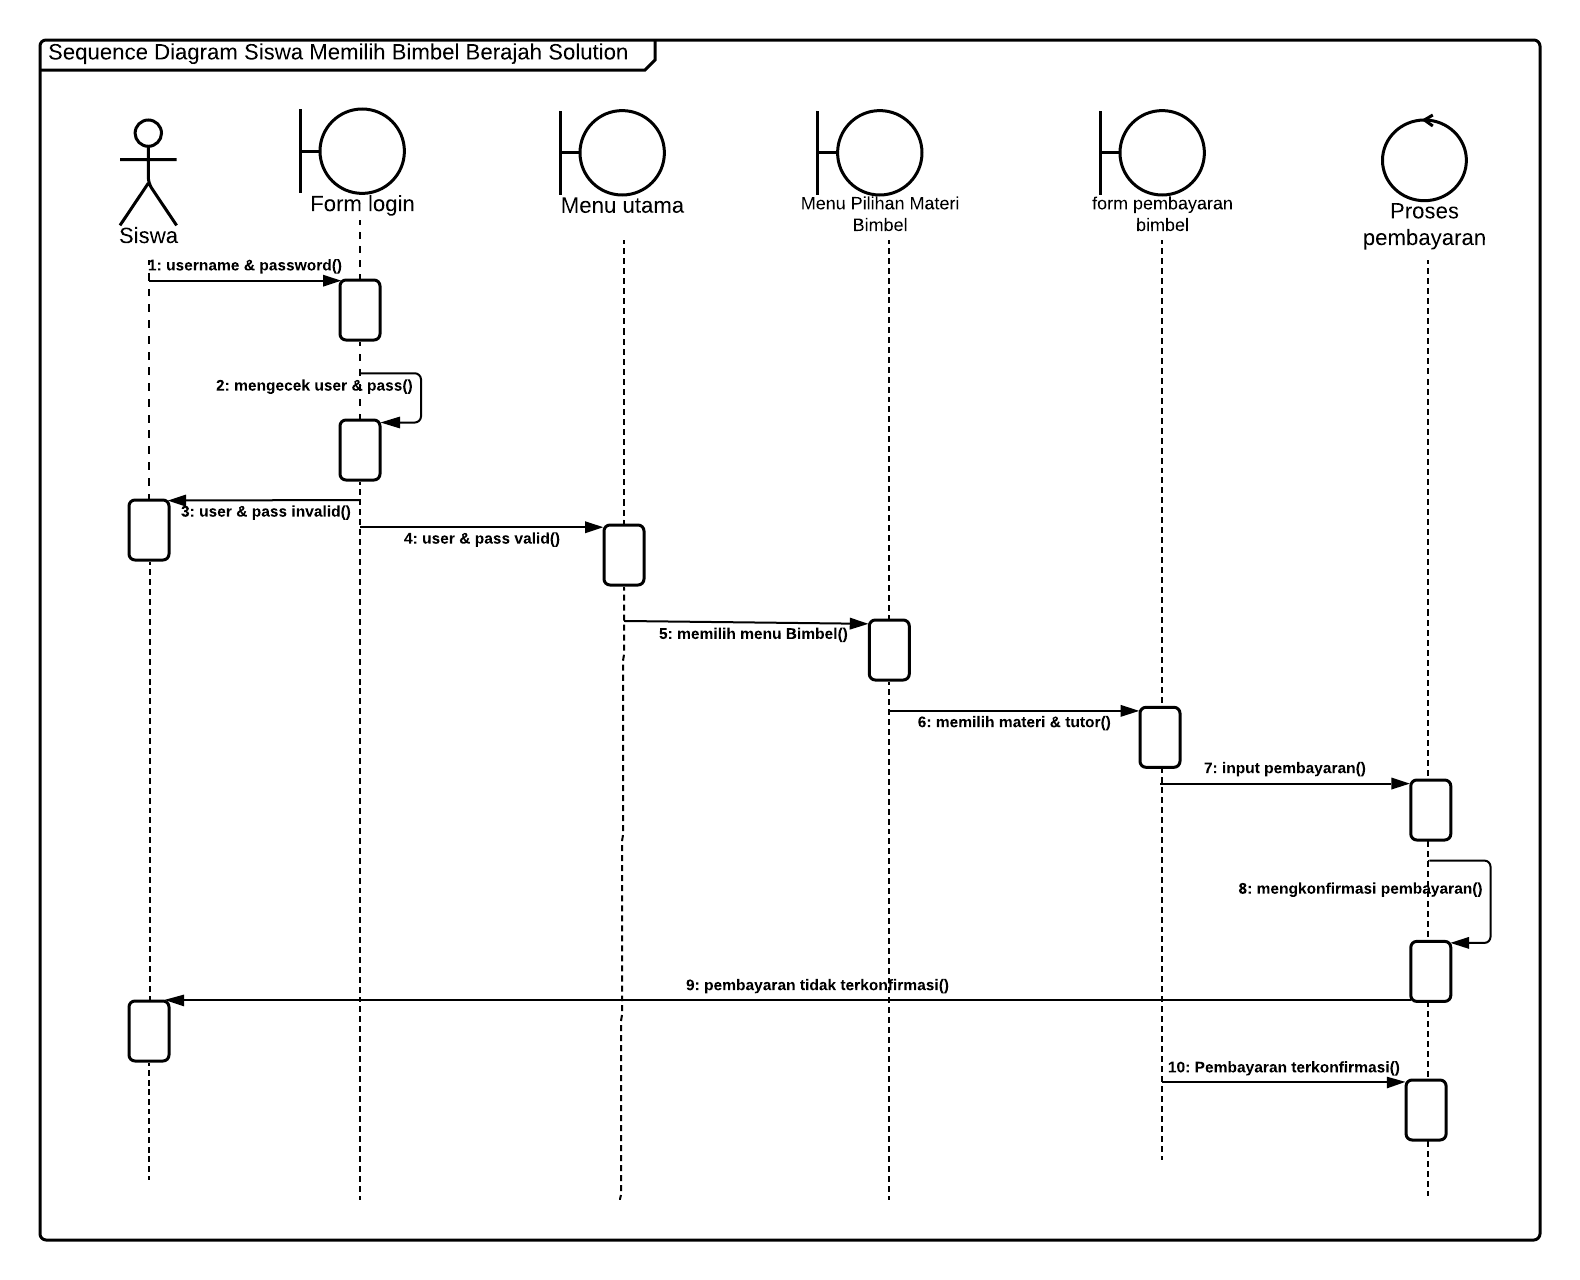 Sequence Diagram Siswa Memilih Bimbel Berajah Solution
Siswa
Form login
Menu utama
Menu Pilihan Materi
Bimbel
form pembayaran
bimbel
Proses
pembayaran
1: username & password()
2: mengecek user & pass()
3: user & pass invalid()
4: user & pass valid()
5: memilih menu Bimbel()
6: memilih materi & tutor()
7: input pembayaran()
8: mengkonfirmasi pembayaran()
9: pembayaran tidak terkonfirmasi()
10: Pembayaran terkonfirmasi()